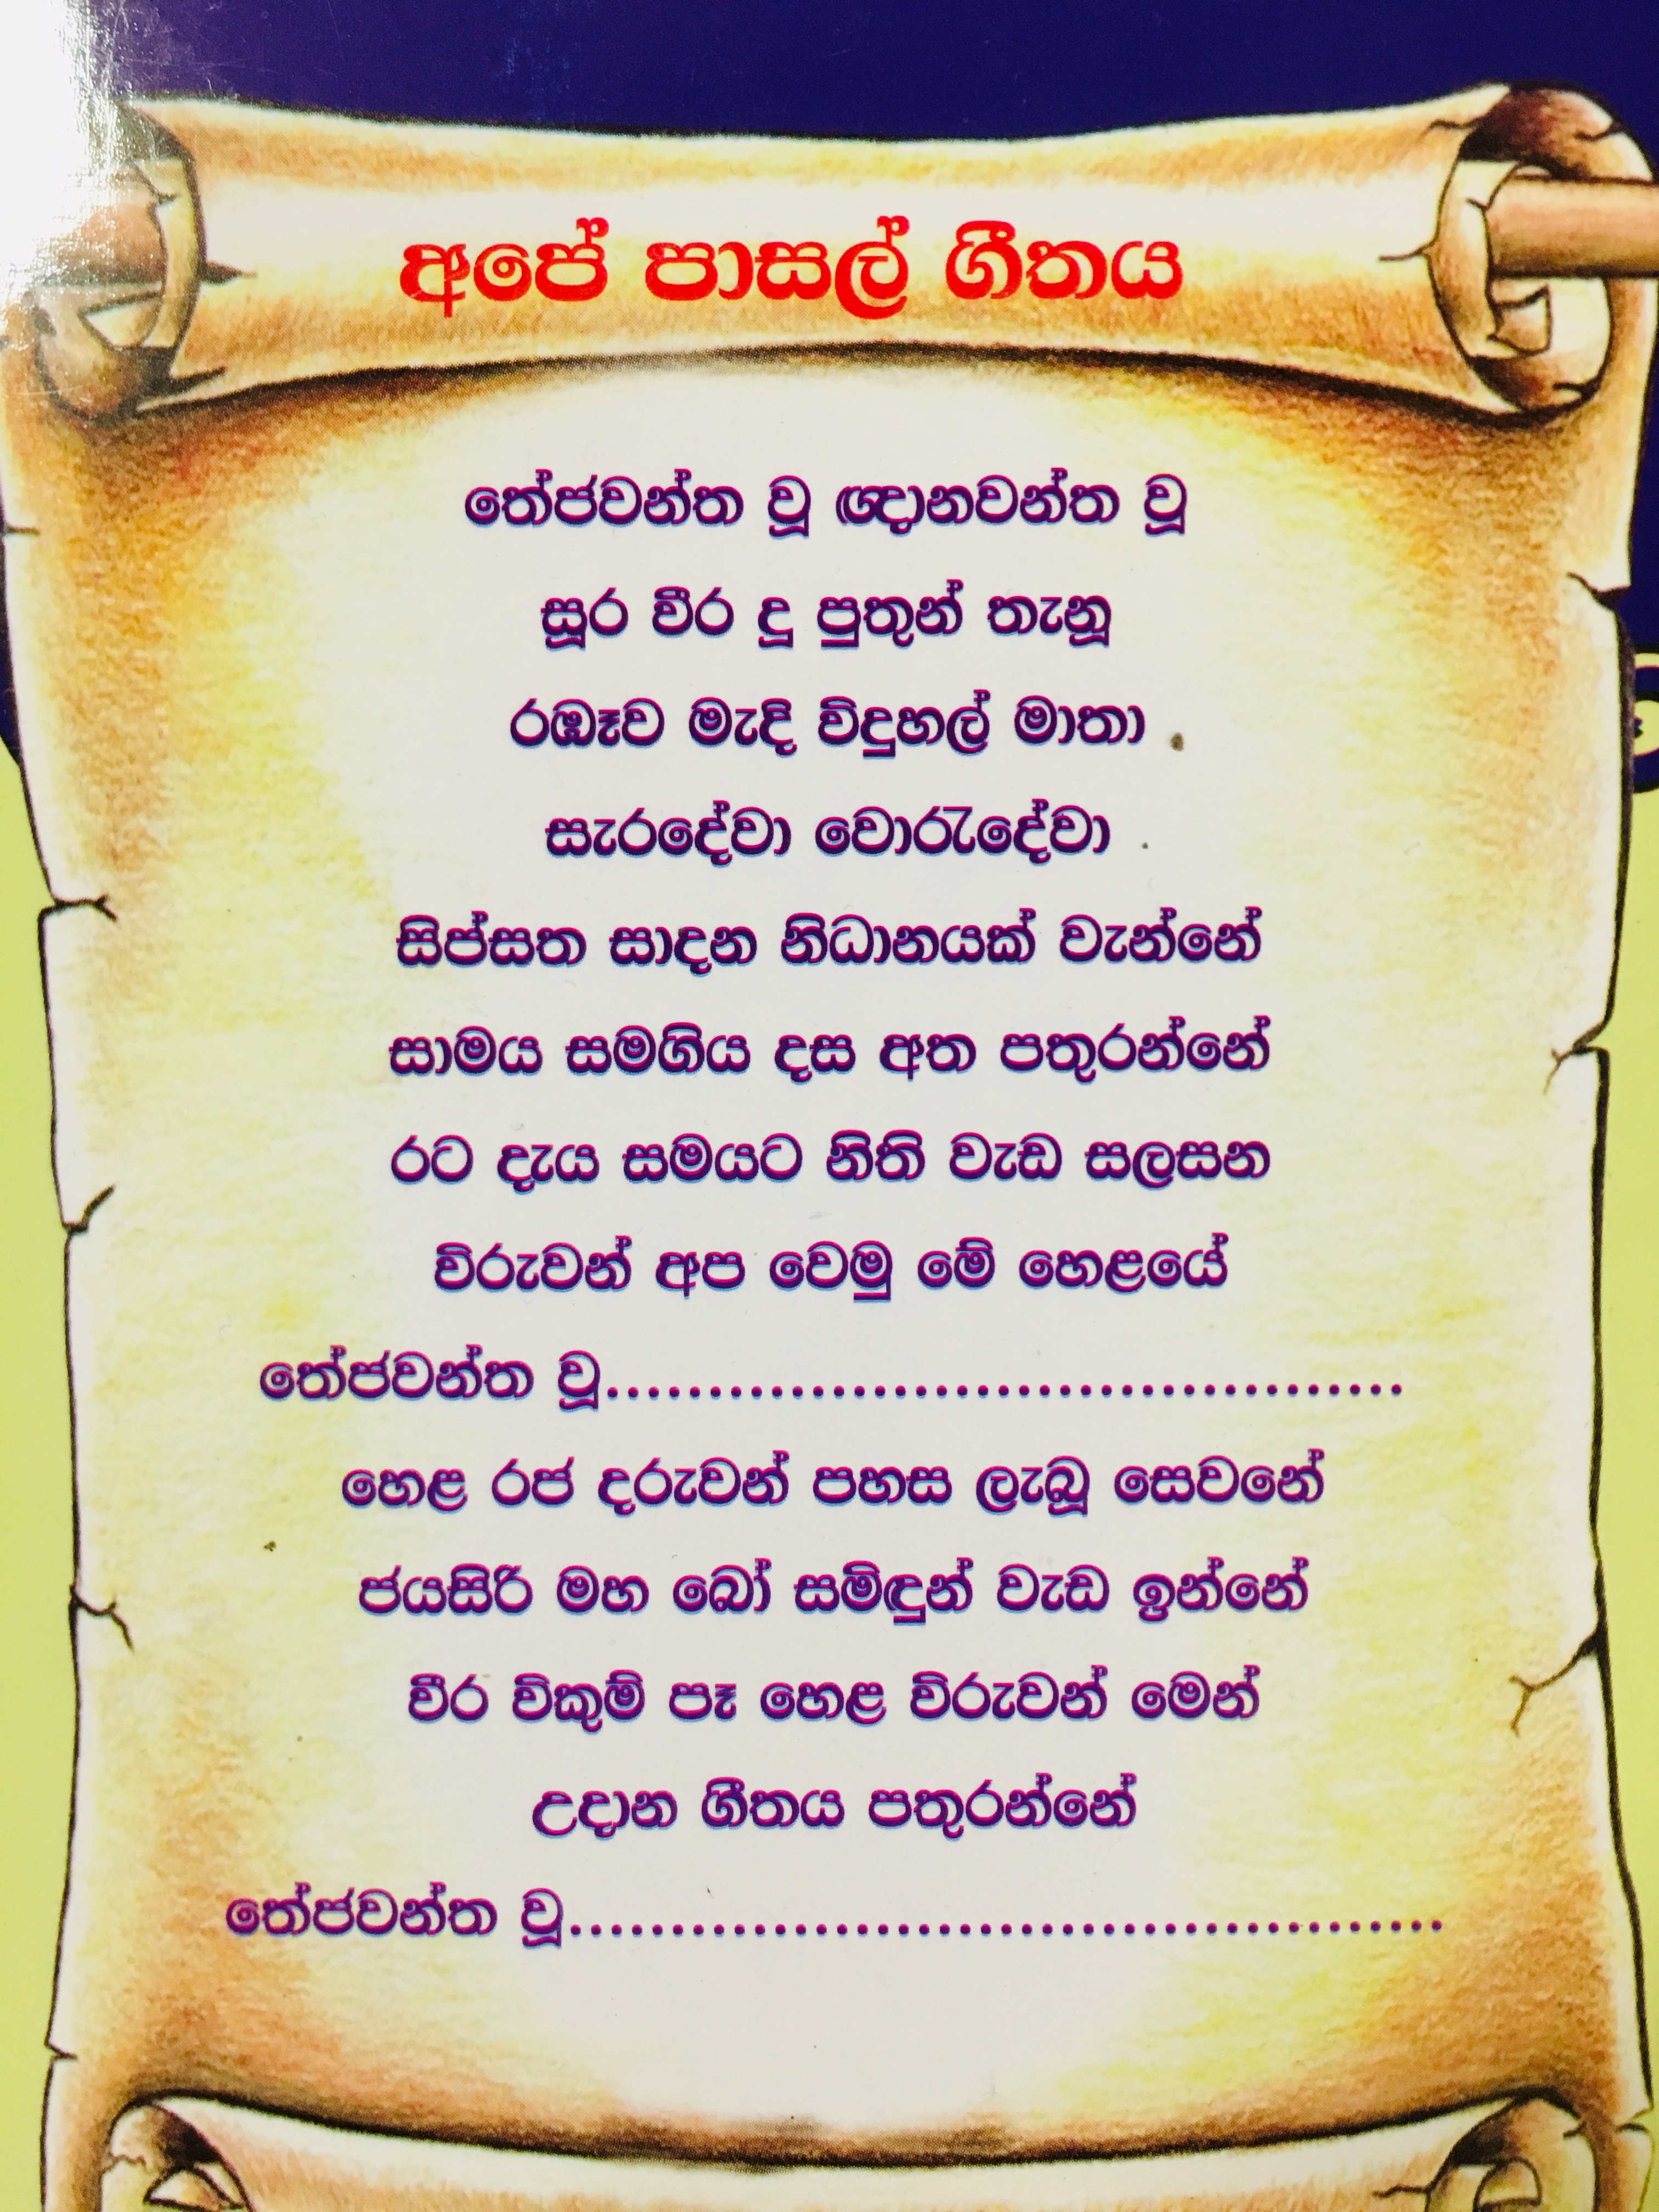 අපේ පාසල් ගීතය
තේජවන්ත වූ ඥානවන්ත වූ
සූර වීර දූ පුතුන් තැනූ
රඹෑව මැදි විදුහල් මාතා
සැරදේවා වොරැදේවා
සිප්සත සාදන නිධානයක් වැන්නේ
සාමය සමගිය දස අත පතුරන්නේ
රට දැය සමයට නිති වැඩ සලසන
විරුවන් අප වෙමු මේ හෙළයේ
තේජවන්ත වූ.......................................
හෙළ රජ දරුවන් පහස ලැබූ සෙවනේ
ජයසිරි මහ බෝ සමිඳුන් වැඩ ඉන්නේ
වීර විකුම් පෑ හෙළ විරුවන් මෙන්
උදාන ගීතය පතුරන්නේ
තේජවන්ත වූ...........................................